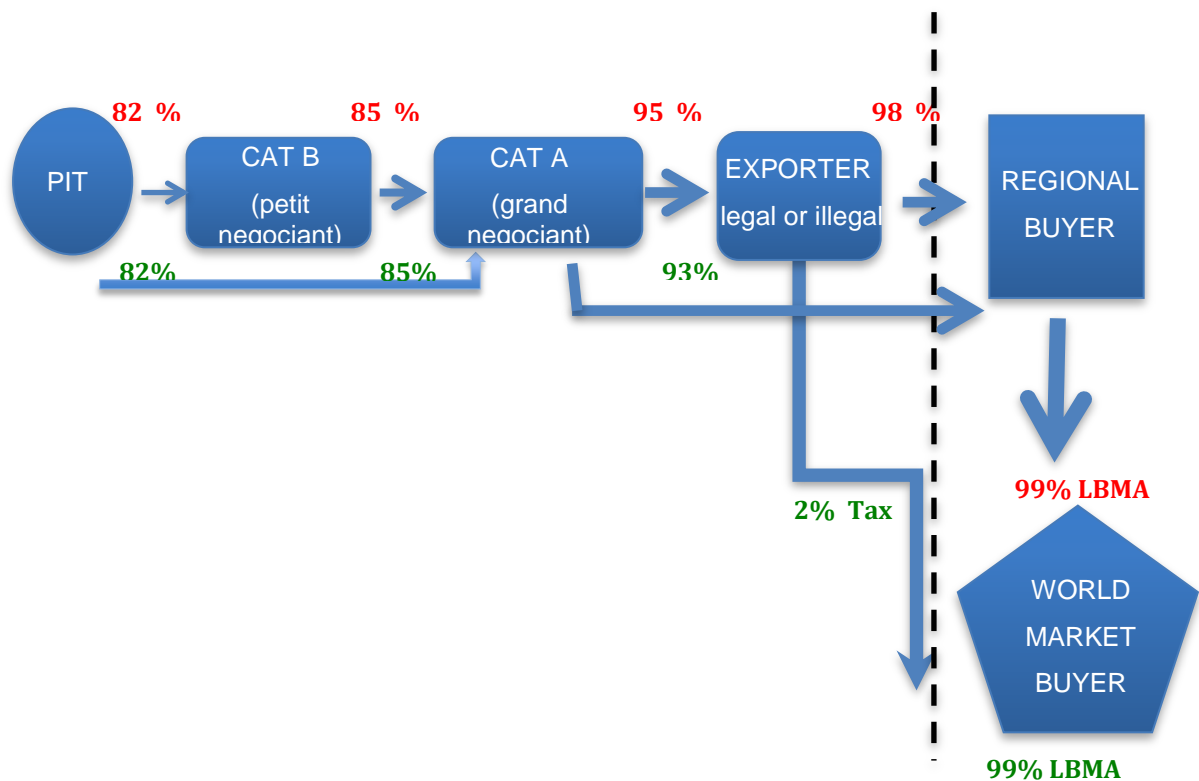 82 %
85 %
95 %
98 %
PIT
CAT B
(petit
negociant)
CAT A
(grand
negociant)
EXPORTER
legal or illegal
REGIONAL
BUYER
82%
85%
93%
2% Tax
99% LBMA
WORLD
MARKET
BUYER
99% LBMA